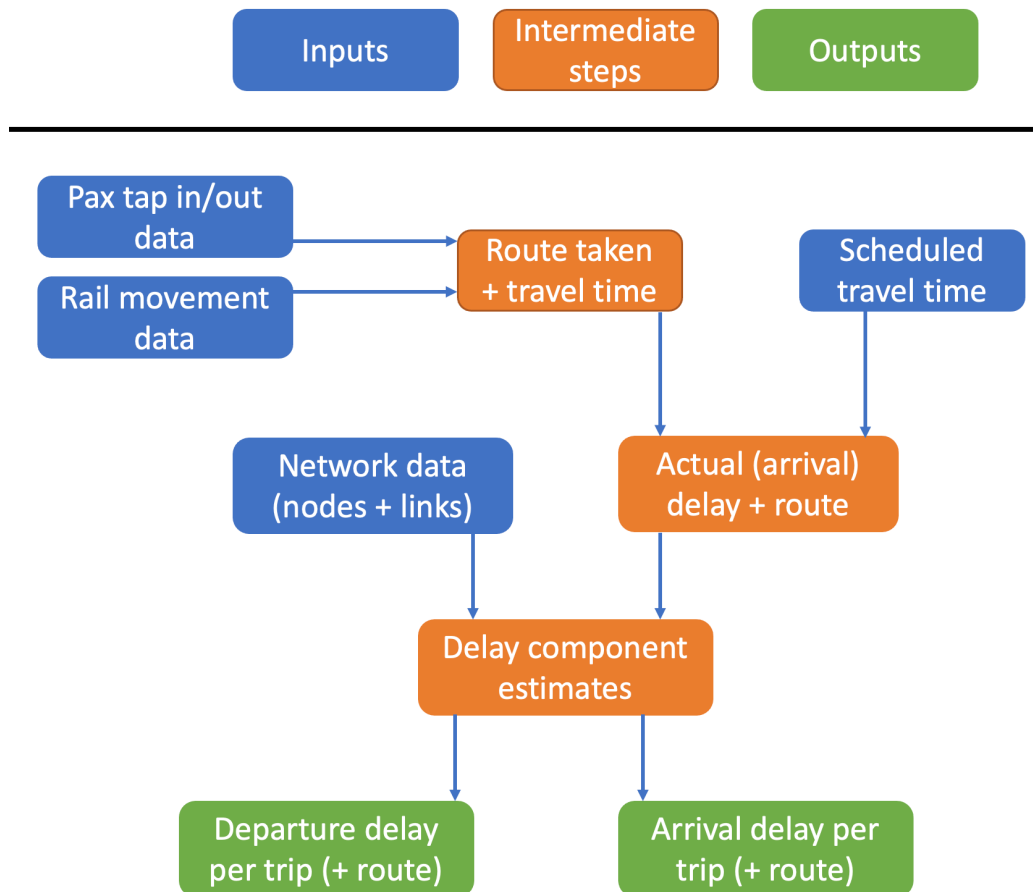 Inputs
Intermediate
steps
Outputs
Pax tap in/out
data
Rail movement
data
Route taken
+ travel time
Scheduled
travel time
Network data
(nodes + links)
Actual (arrival)
delay + route
Delay component
estimates
Departure delay
per trip (+ route)
Arrival delay per
trip (+ route)